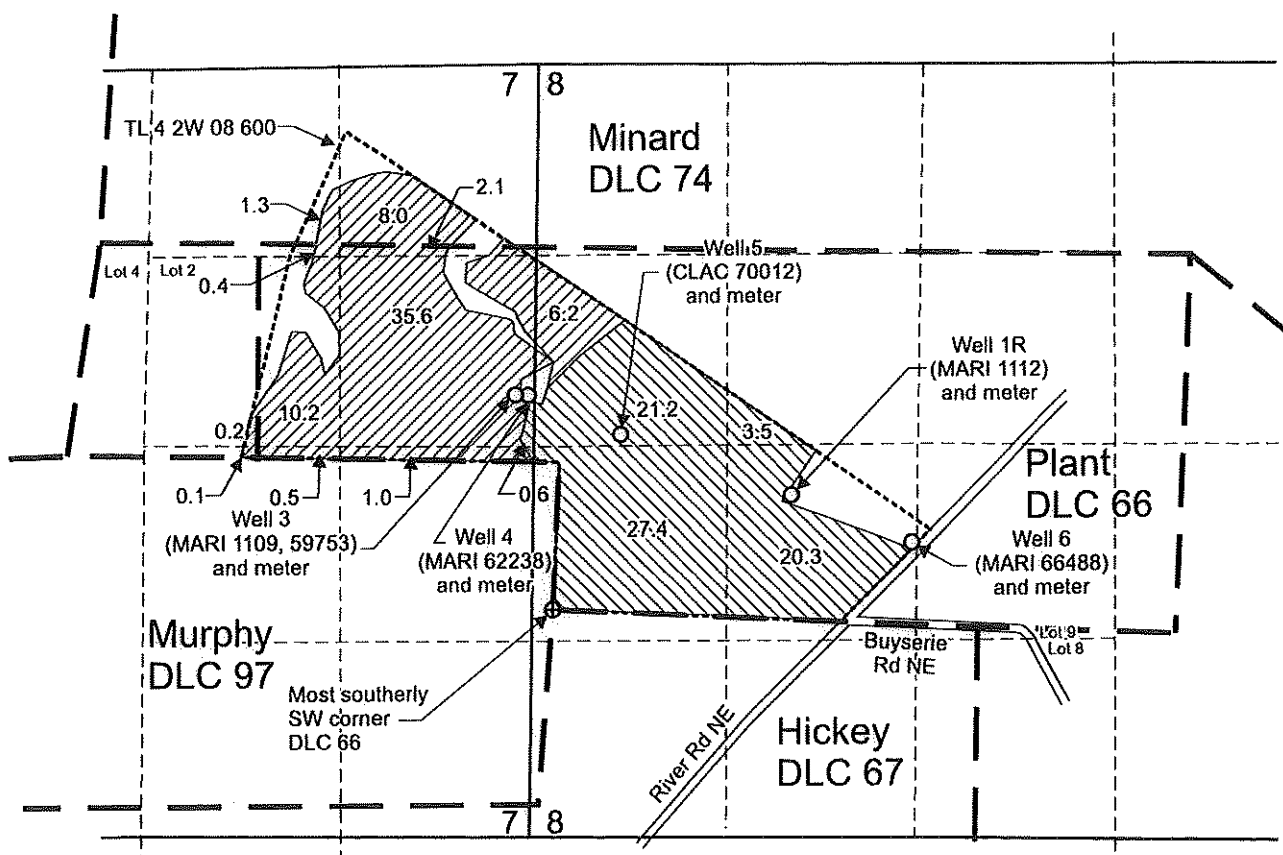 7 8
TL 4 2W 08 600
Minard
DLC 74
1.3
8.0
2.1
Lot 4
Lot 2
0.4
Well 5
(CLAC 70012)
and meter
35.6
6.2
Well 1R
(MARI 1112)
and meter
10.2
21.2
3.5
0.2
0.1
0.5
1.0
0.6
Plant
DLC 66
Well 3
(MARI 1109, 59753)
and meter
Well 4
(MARI 62238)
and meter
27.4
20.3
Well 6
(MARI 66488)
and meter
Murphy
DLC 97
Buyserie
Rd NE
Lot 9
Lot 8
Most southerly
SW corner
DLC 66
River Rd NE
Hickey
DLC 67
7 8